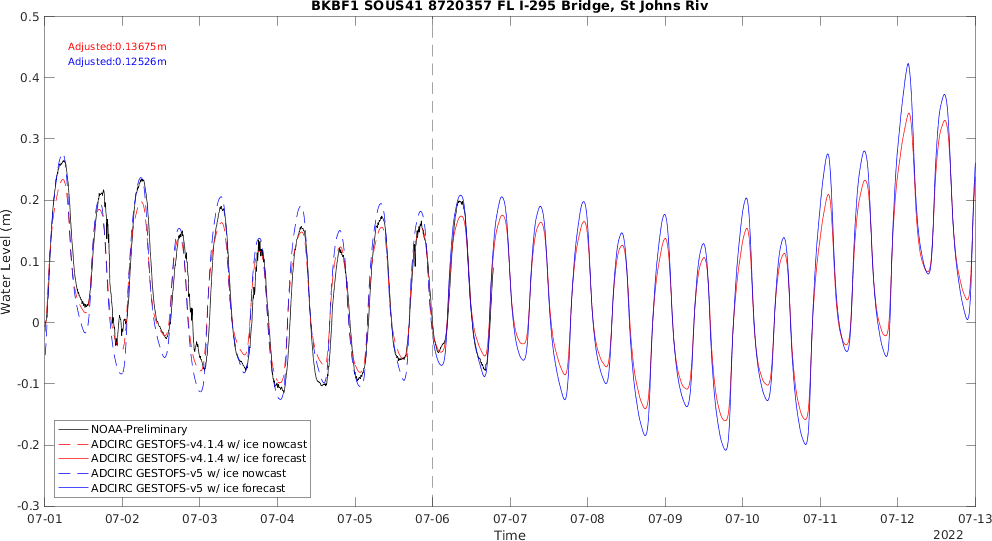 BKBF1 SOUS41 8720357 FL I-295 Bridge, St Johns Riv
Adjusted:0.13675m
Adjusted:0.12526m
0.5
0.4
0.3
0.2
0.1
0
-0.1
-0.2
-0.3
Water Level (m)
NOAA-Preliminary
ADCIRC GESTOFS-v4.1.4 w/ ice nowcast
ADCIRC GESTOFS-v4.1.4 w/ ice forecast
ADCIRC GESTOFS-v5 w/ ice nowcast
ADCIRC GESTOFS-v5 w/ ice forecast
07-01 07-02 07-03 07-04 07-05 07-06 07-07 07-08 07-09 07-10 07-11 07-12 07-13
Time
2022